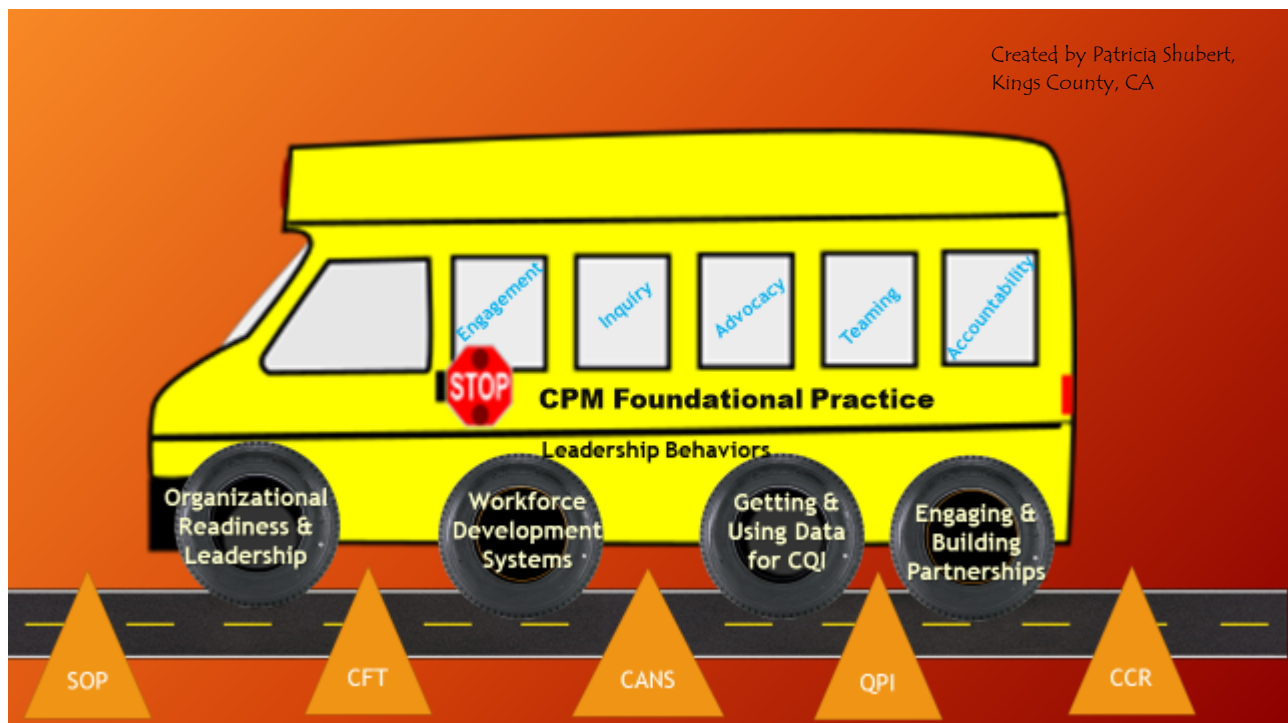 Created by Patricia Shubert,
Kings County, CA
Engagement
Inquiry
Advocacy
Teaming
Accountability
STOP
CPM Foundational Practice
Leadership Behaviors
Organizational
Readiness &
Leadership
Workforce
Development
Systems
Getting &
Using Data
for CQI
Engaging &
Building
Partnerships
SOP
CFT
CANS
QPI
CCR